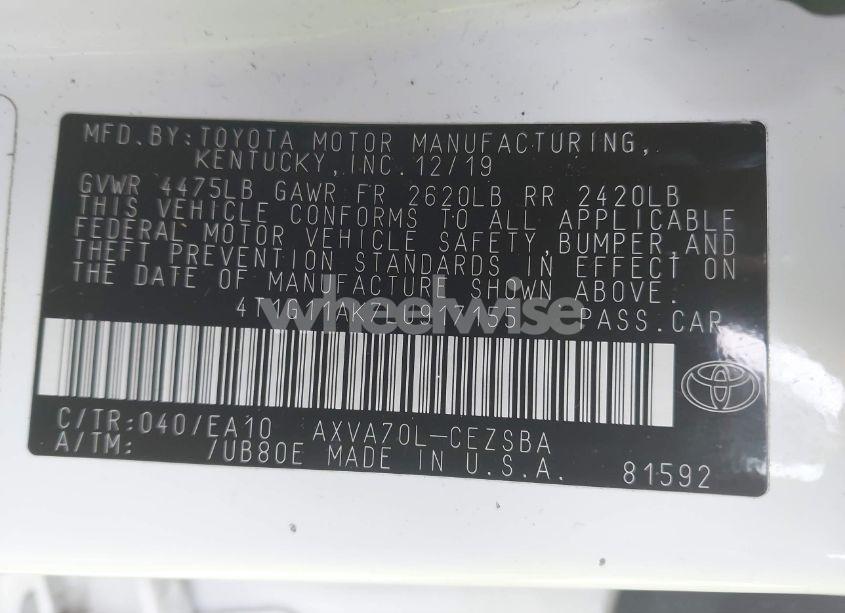 MFD.BY:TOYOTA MOTOR MANUFACTURING,
KENTUCKY,INC.12/19
GVWR 4475LB GAWR FR 2620LB RR 2420LB
THIS VEHICLE CONFORMS TO ALL APPLICABLE
FEDERAL MOTOR VEHICLE SAFETY,BUMPER,AND
THEFT PREVENTION STANDARDS IN EFFECT ON
THE DATE OF MANUFACTURE SHOWN ABOVE.
PASS.CAR
wheelwise
C/TR:040/EA10 AXVA70L-CEZSBA
A/TM: /UB80E MADE IN U.S.A.
81592